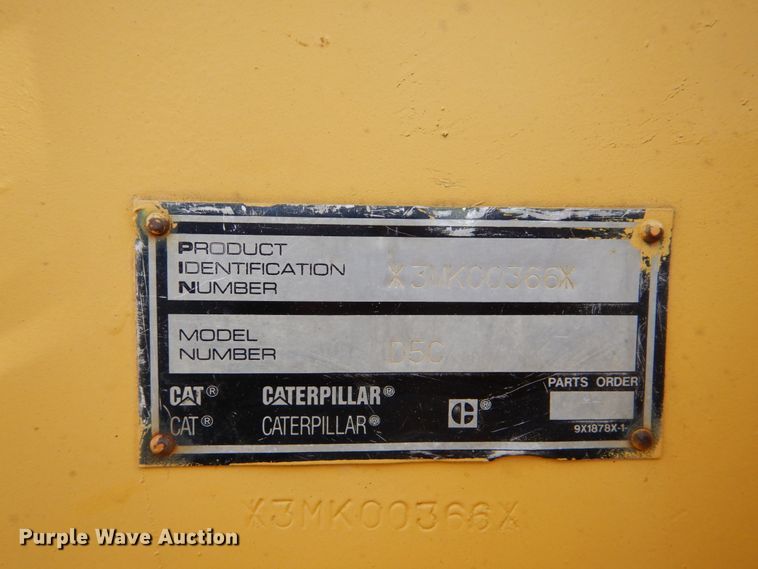 PRODUCT
IDENTIFICATION
NUMBER
X3MK00366X
MODEL
NUMBER
D5C
CAT® CATERPILLAR®
CAT® CATERPILLAR®
C®
PARTS ORDER
9X1878X-1
X3MK00366X
Purple Wave Auction®